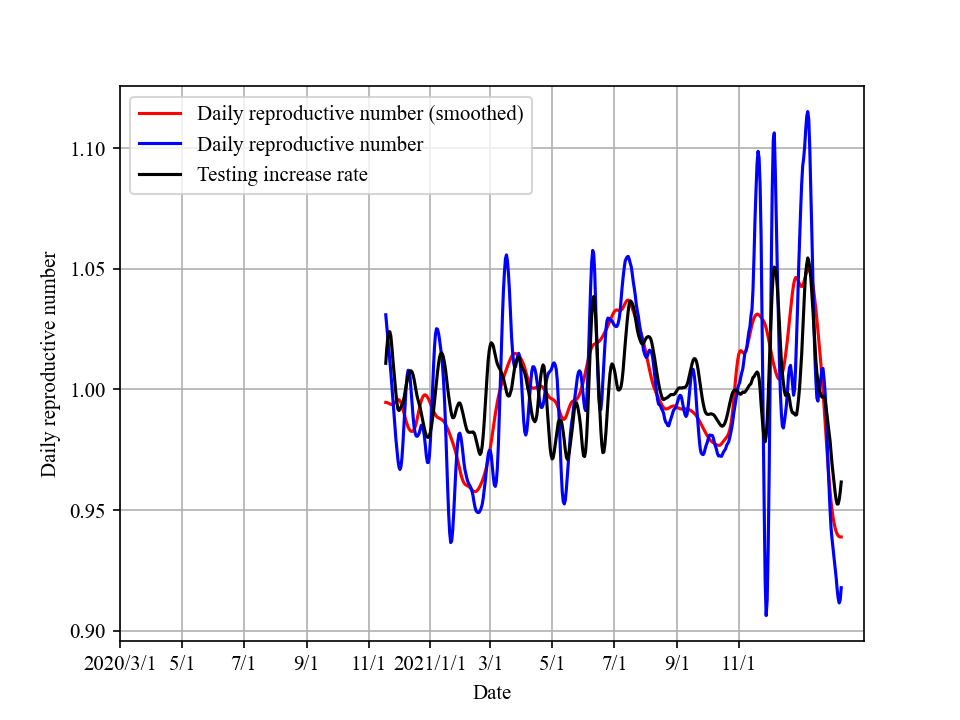 Daily reproductive number (smoothed)
Daily reproductive number
Testing increase rate
Daily reproductive number
1.10
1.05
1.00
0.95
0.90
2020/3/1 5/1 7/1 9/1 11/1 2021/1/1 3/1 5/1 7/1 9/1 11/1
Date